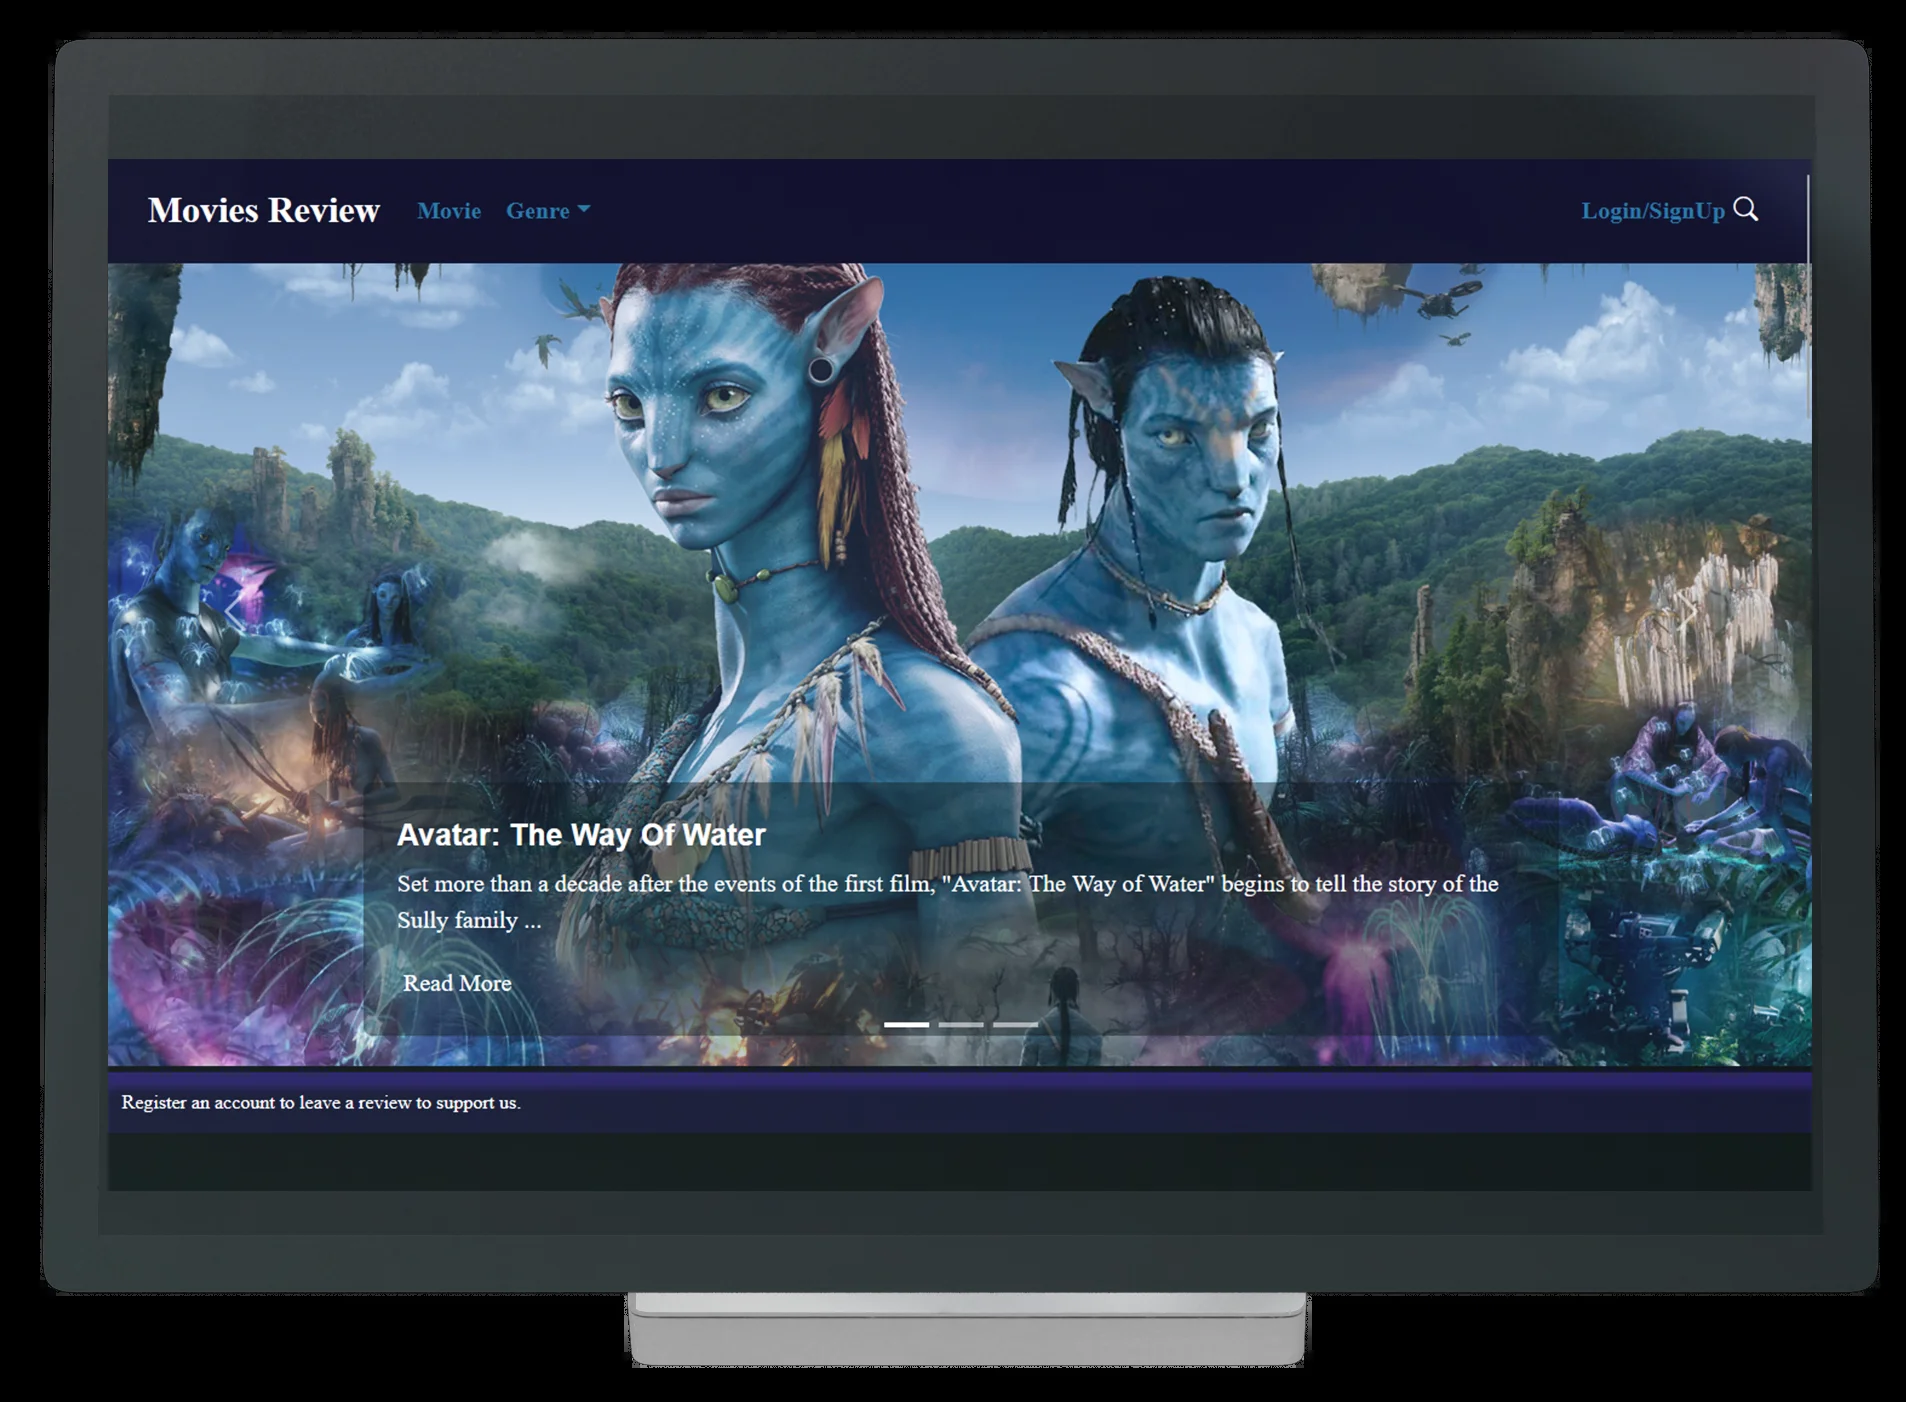 Movies Review Movie Genre Login/SignUp
Avatar: The Way Of Water
Set more than a decade after the events of the first film, "Avatar: The Way of Water" begins to tell the story of the
Sully family ...
Read More
Register an account to leave a review to support us.